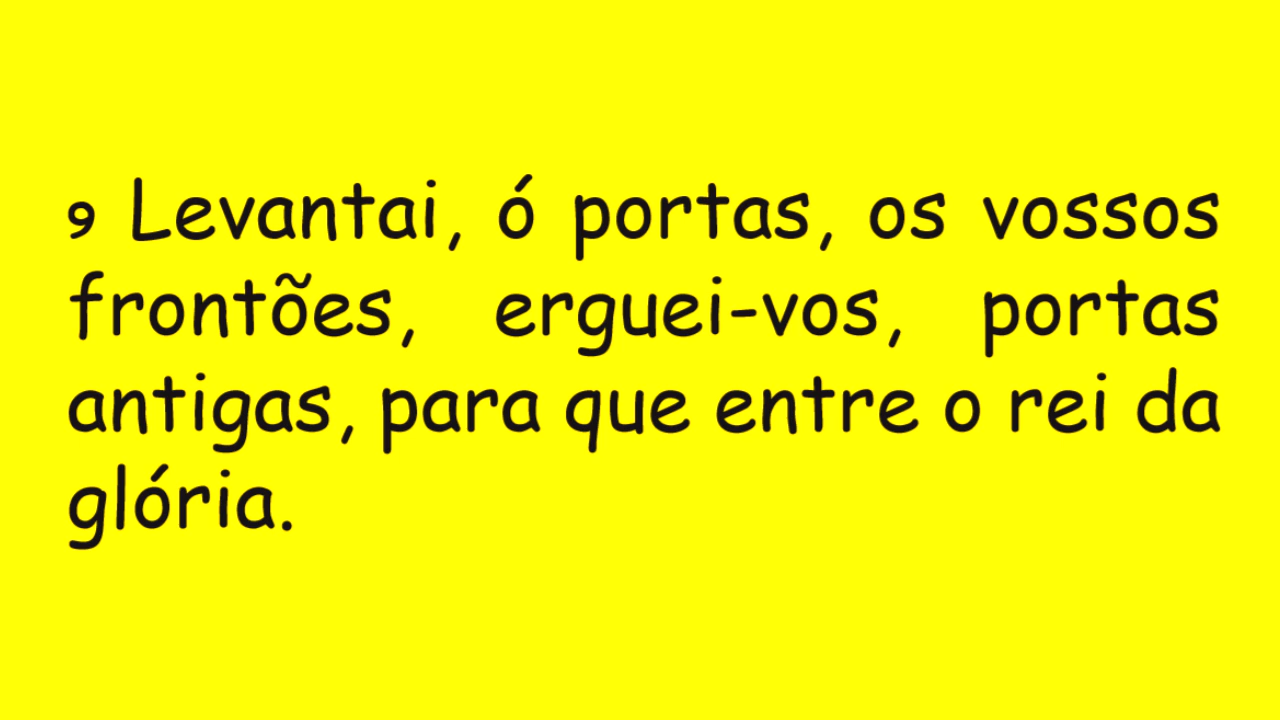 9 Levantai, ó portas, os vossos
frontões, erguei-vos, portas
antigas, para que entre o rei da
glória.